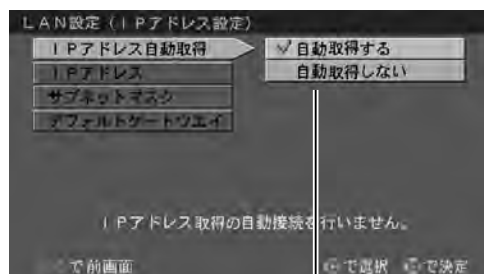 LAN設定（IPアドレス設定）
IPアドレス自動取得
自動取得する
自動取得しない
IPアドレス
サブネットマスク
デフォルトゲートウエイ
IPアドレス取得の自動接続を行いません。
で前画面
で選択
で決定